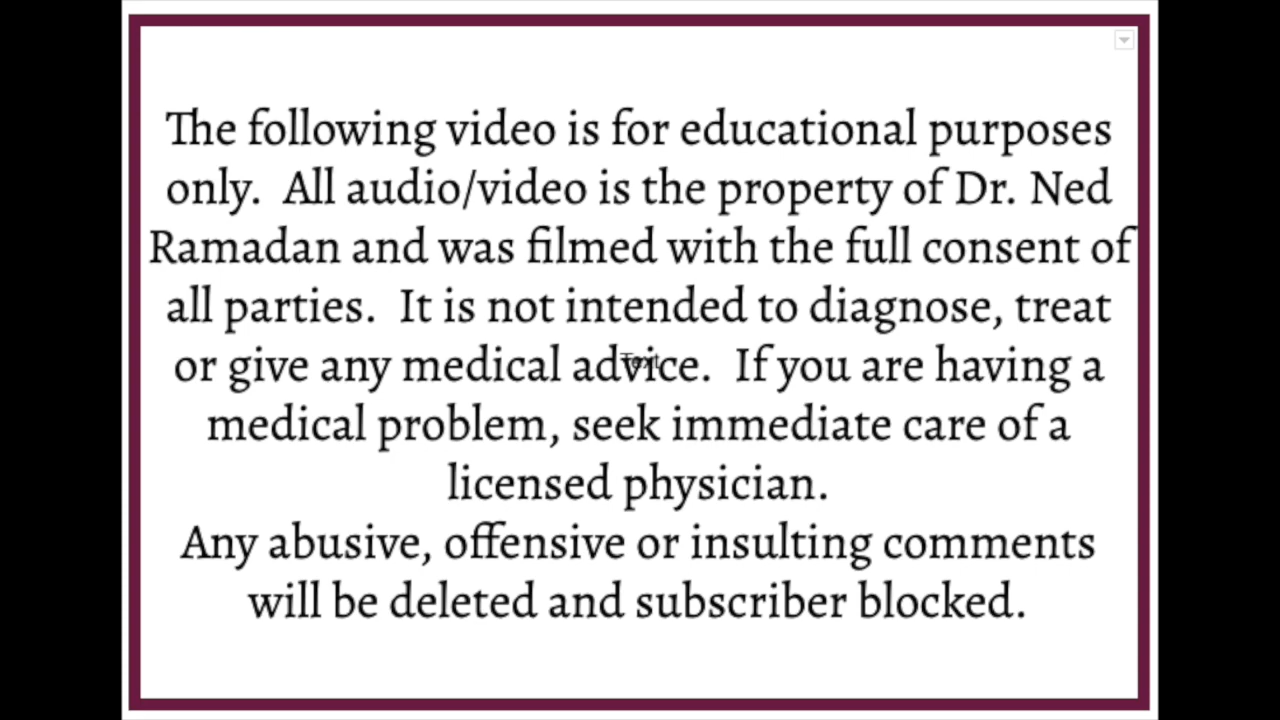 The following video is for educational purposes
only.  All audio/video is the property of Dr. Ned
Ramadan and was filmed with the full consent of
all parties.  It is not intended to diagnose, treat
or give any medical advice.  If you are having a
Text
medical problem, seek immediate care of a
licensed physician.
Any abusive, offensive or insulting comments
will be deleted and subscriber blocked.